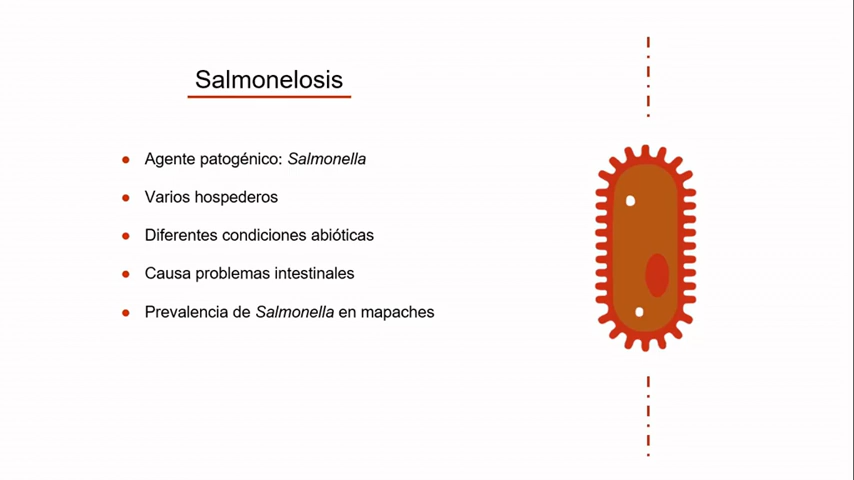 Salmonelosis
Agente patogénico: Salmonella
Varios hospederos
Diferentes condiciones abióticas
Causa problemas intestinales
Prevalencia de Salmonella en mapaches